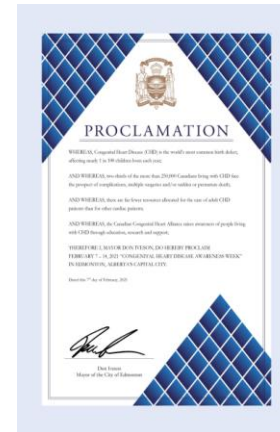 PROCLAMATION
WHEREAS, Congenital Heart Disease (CHD) is the world's most common birth defect,
affecting nearly 1 in 100 children born each year;
AND WHEREAS, two-thirds of the more than 250,000 Canadians living with CHD face
the prospect of complications, multiple surgeries and/or sudden or premature death;
AND WHEREAS, there are far fewer resources allocated for the care of adult CHD
patients than for other cardiac patients;
AND WHEREAS, the Canadian Congenital Heart Alliance raises awareness of people living
with CHD through education, research and support;
THEREFORE I, MAYOR DON IVESON, DO HEREBY PROCLAIM
FEBRUARY 7 – 14, 2021 "CONGENITAL HEART DISEASE AWARENESS WEEK"
IN EDMONTON, ALBERTA'S CAPITAL CITY.
Dated this 7th day of February, 2021
Don Iveson
Mayor of the City of Edmonton